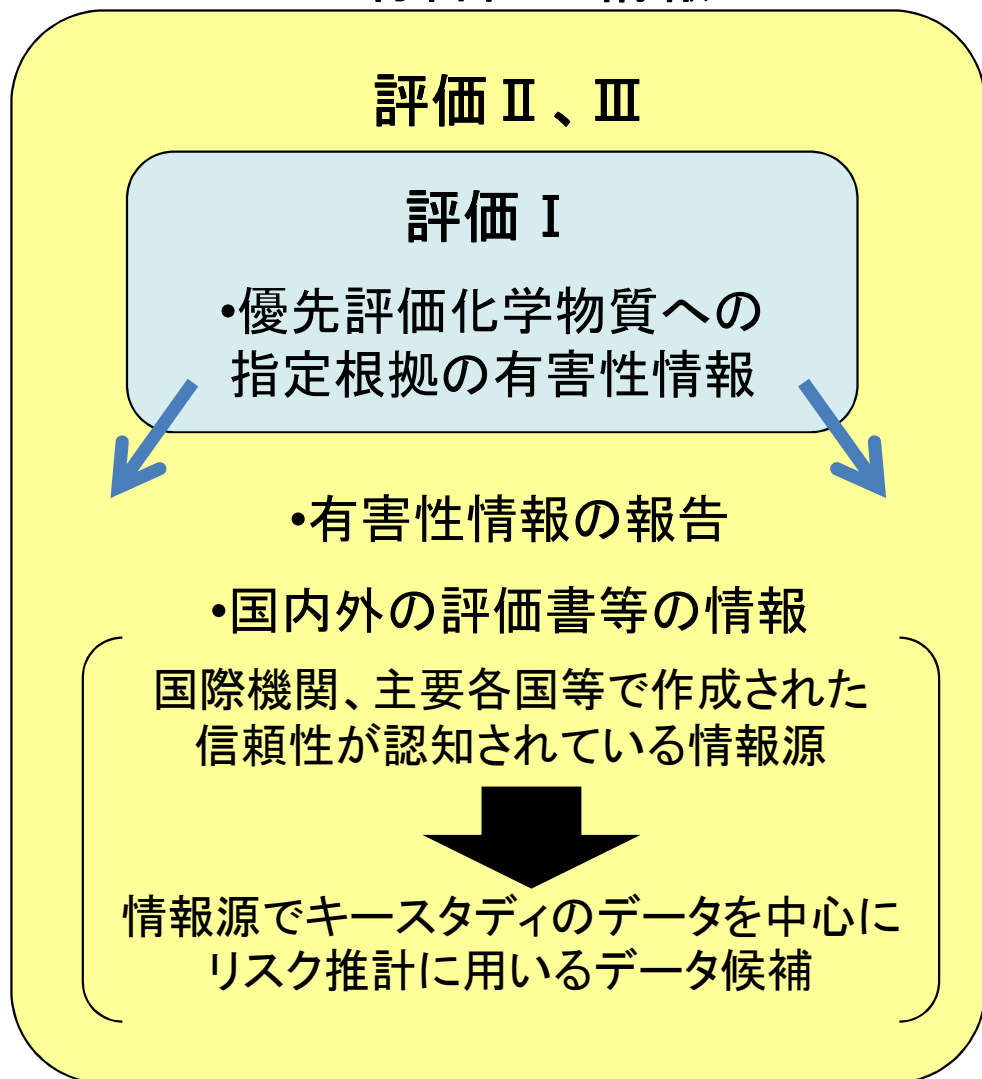 評価Ⅱ、Ⅲ
評価Ⅰ
•優先評価化学物質への
指定根拠の有害性情報
•有害性情報の報告
•国内外の評価書等の情報
国際機関、主要各国等で作成された
信頼性が認知されている情報源
情報源でキースタディのデータを中心に
リスク推計に用いるデータ候補